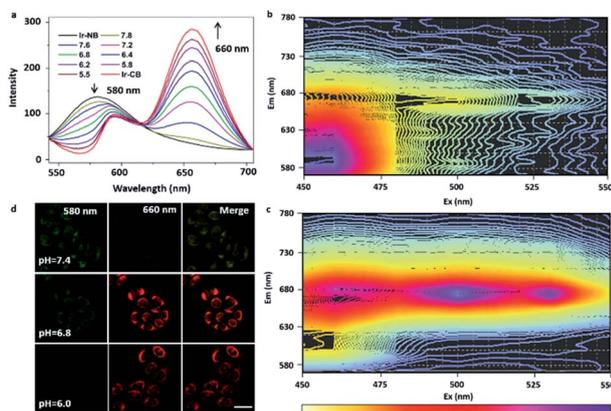 a
300
200
100
0
Intensity
Ir-NB
7.8
7.6
7.2
6.8
6.4
6.2
5.8
5.5
Ir-CB
580 nm
660 nm
550
600
650
700
Wavelength (nm)
b
780
730
680
630
580
Em (nm)
450
475
500
525
550
Ex (nm)
d
580 nm
660 nm
Merge
pH=7.4
pH=6.8
pH=6.0
c
780
730
680
630
580
Em (nm)
450
475
500
525
550
Ex (nm)